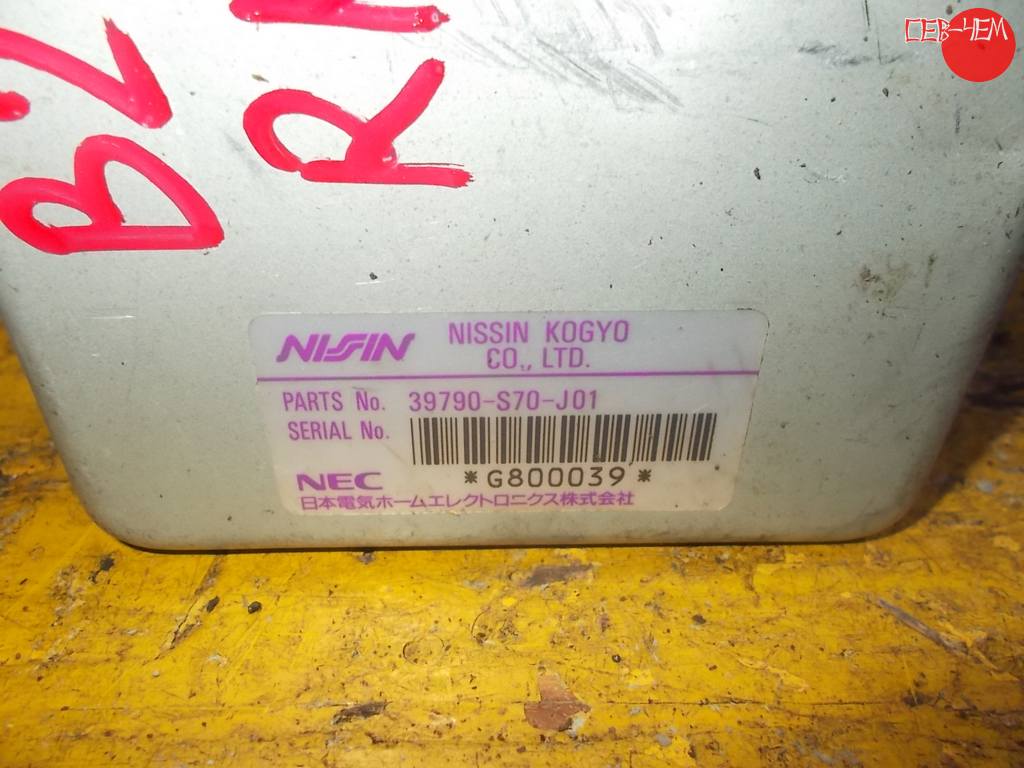 СЕВ-ЧЕМ
NISSIN
NISSIN KOGYO
CO., LTD.
PARTS No. 39790-S70-J01
SERIAL No.
*G800039*
NEC
日本電気ホームエレクトロニクス株式会社